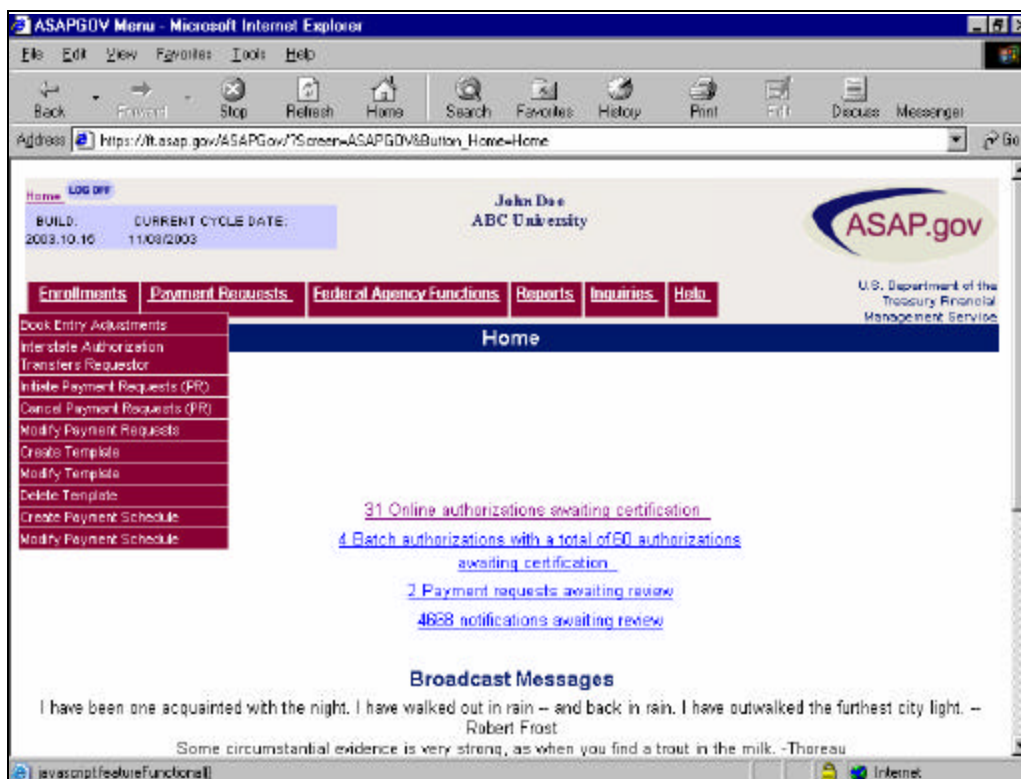 ASAPGOV Menu - Microsoft Internet Explorer
File Edit View Favorites Tools Help
Back Forward Stop Refresh Home Search Favorites History Print Edit Discuss Messenger
Address https://ft.asap.gov/ASAPGov/?Screen=ASAPGOV&Button_Home=Home Go
Home LOG OFF
John Doe
ABC University
BUILD: CURRENT CYCLE DATE:
2003.10.16 11/03/2003
ASAP.gov
U.S. Department of the
Treasury Financial
Management Service
Enrollments Payment Requests Federal Agency Functions Reports Inquiries Help
Home
Book Entry Adjustments
Interstate Authorization
Transfers Requestor
Initiate Payment Requests (PR)
Cancel Payment Requests (PR)
Modify Payment Requests
Create Template
Modify Template
Delete Template
Create Payment Schedule
Modify Payment Schedule
31 Online authorizations awaiting certification
4 Batch authorizations with a total of 60 authorizations
awaiting certification
2 Payment requests awaiting review
4668 notifications awaiting review
Broadcast Messages
I have been one acquainted with the night. I have walked out in rain -- and back in rain. I have outwalked the furthest city light. --
Robert Frost
Some circumstantial evidence is very strong, as when you find a trout in the milk. -Thoreau
javascript:featureFunctional() Internet